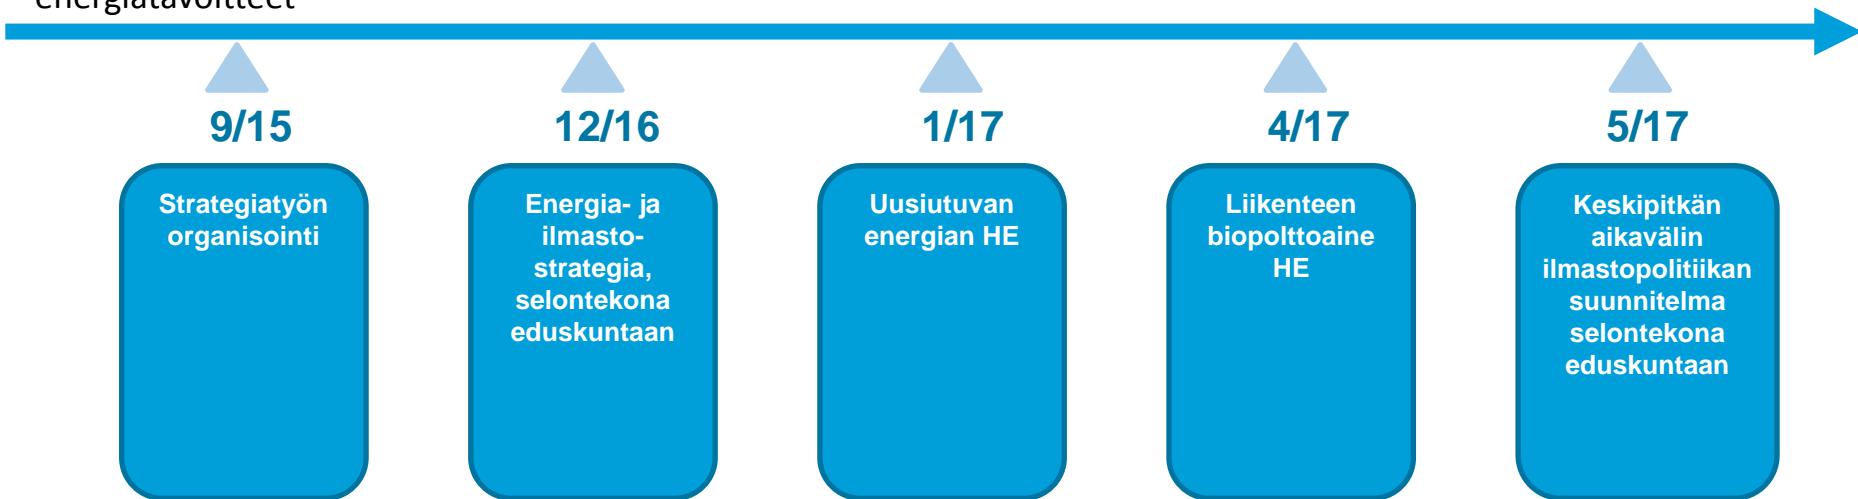 energiatavoitteet
9/15
12/16
1/17
4/17
5/17
Strategiatyön
organisointi
Energia- ja
ilmasto-
strategia,
selontekona
eduskuntaan
Uusiutuvan
energian HE
Liikenteen
biopolttoaine
HE
Keskipitkän
aikavälin
ilmastopolitiikan
suunnitelma
selontekona
eduskuntaan